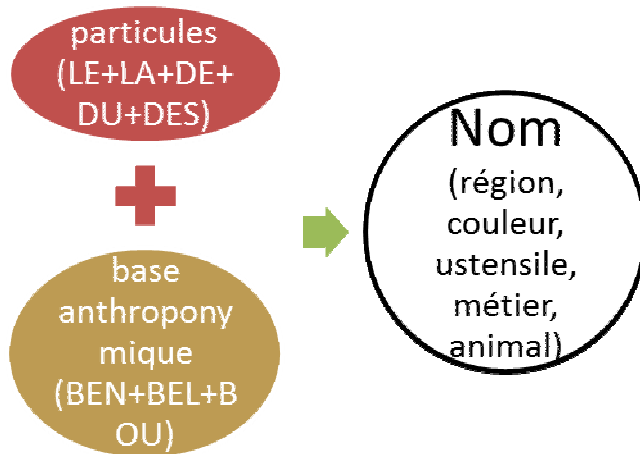 particules
(LE+LA+DE+
DU+DES)
base
anthropony
mique
(BEN+BEL+B
OU)
Nom
(région,
couleur,
ustensile,
métier,
animal)